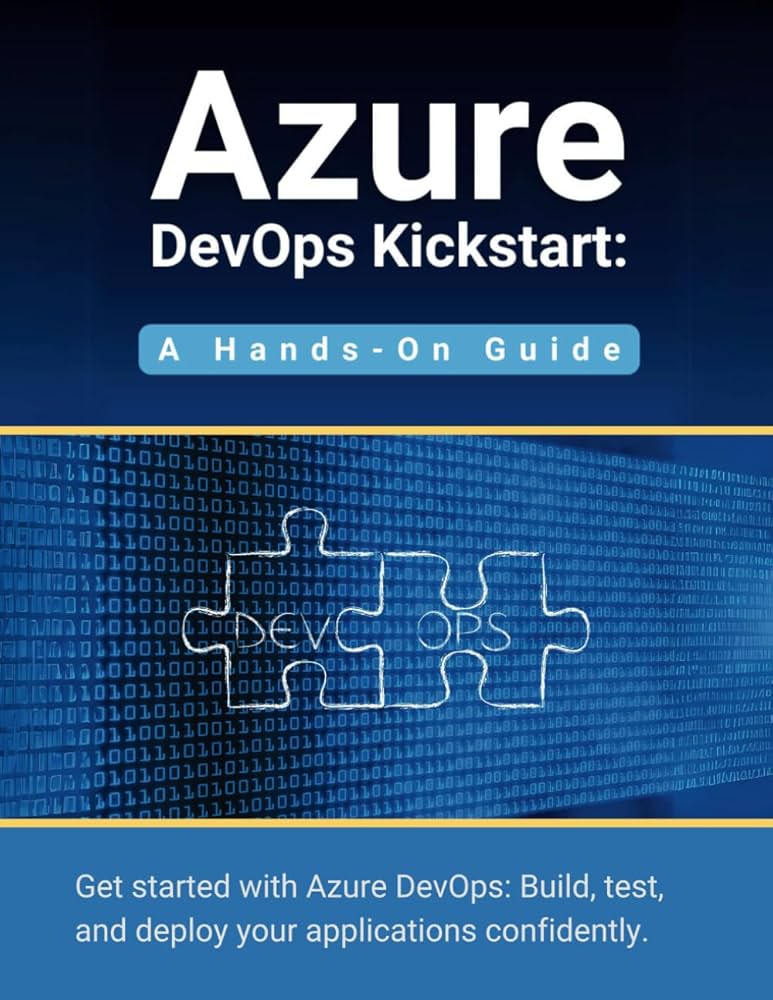 Azure
DevOps Kickstart:
A Hands-On Guide
DEV OPS
Get started with Azure DevOps: Build, test,
and deploy your applications confidently.